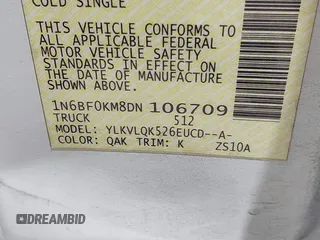 COLD SINGLE
THIS VEHICLE CONFORMS TO
ALL APPLICABLE FEDERAL
MOTOR VEHICLE SAFETY
STANDARDS IN EFFECT ON
THE DATE OF MANUFACTURE
SHOWN ABOVE.
1N6BF0KM8DN 106709
TRUCK 512
MODEL: YLKVLQK526EUCD--A-
COLOR: QAK TRIM: K ZS10A
DREAMBID